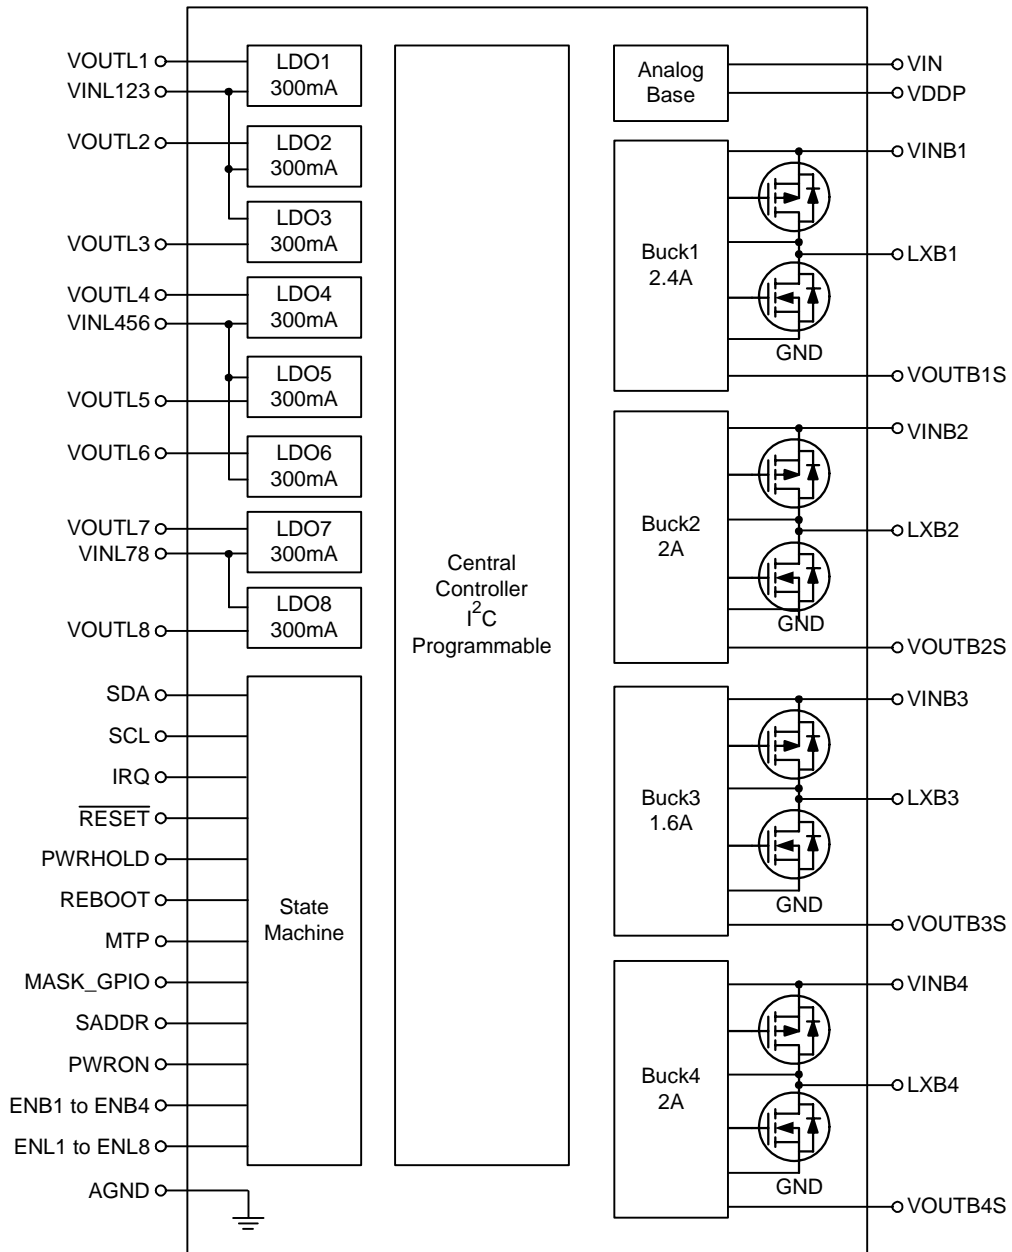 VOUTL1
VINL123
VOUTL2
VOUTL3
VOUTL4
VINL456
VOUTL5
VOUTL6
VOUTL7
VINL78
VOUTL8
SDA
SCL
IRQ
RESET
PWRHOLD
REBOOT
MTP
MASK_GPIO
SADDR
PWRON
ENB1 to ENB4
ENL1 to ENL8
AGND
LDO1
300mA
LDO2
300mA
LDO3
300mA
LDO4
300mA
LDO5
300mA
LDO6
300mA
LDO7
300mA
LDO8
300mA
State
Machine
Central
Controller
I²C
Programmable
Analog
Base
Buck1
2.4A
GND
Buck2
2A
GND
Buck3
1.6A
GND
Buck4
2A
GND
VIN
VDDP
VINB1
LXB1
VOUTB1S
VINB2
LXB2
VOUTB2S
VINB3
LXB3
VOUTB3S
VINB4
LXB4
VOUTB4S